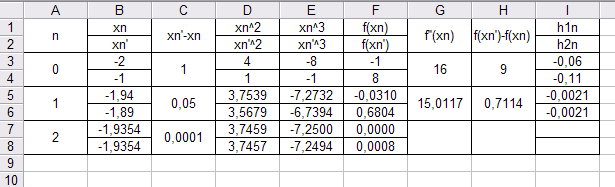 A B C D E F G H I
1 n xn xn'-xn xn^2 xn^3 f(xn) f''(xn) f(xn')-f(xn) h1n
2 xn' xn'^2 xn'^3 f(xn') h2n
3 0 -2 1 4 -8 -1 16 9 -0,06
4 -1 1 -1 8 -0,11
5 1 -1,94 0,05 3,7539 -7,2732 -0,0310 15,0117 0,7114 -0,0021
6 -1,89 3,5679 -6,7394 0,6804 -0,0021
7 2 -1,9354 0,0001 3,7459 -7,2500 0,0000
8 -1,9354 3,7457 -7,2494 0,0008
9
10